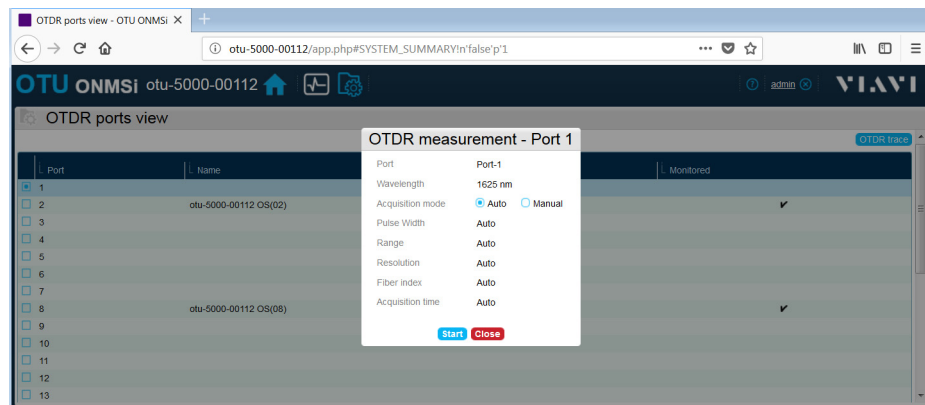 OTDR ports view - OTU ONMSi
otu-5000-00112/app.php#SYSTEM_SUMMARY!n'false'p'1
OTU ONMSi otu-5000-00112
admin
VIAVI
OTDR ports view
OTDR trace
Port Name Monitored
1
2 otu-5000-00112 OS(02) ✔
3
4
5
6
7
8 otu-5000-00112 OS(08) ✔
9
10
11
12
13
OTDR measurement - Port 1
Port Port-1
Wavelength 1625 nm
Acquisition mode Auto Manual
Pulse Width Auto
Range Auto
Resolution Auto
Fiber index Auto
Acquisition time Auto
Start Close